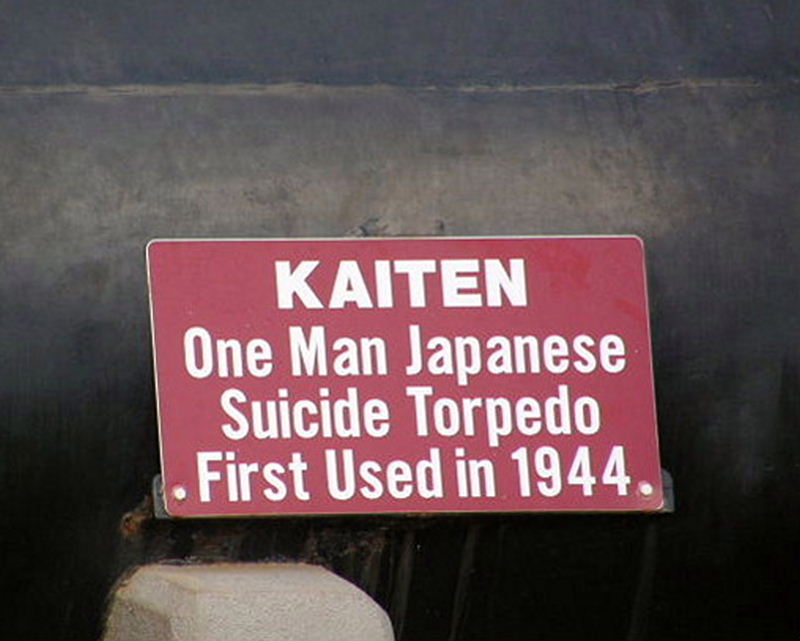 KAITEN
One Man Japanese
Suicide Torpedo
First Used in 1944